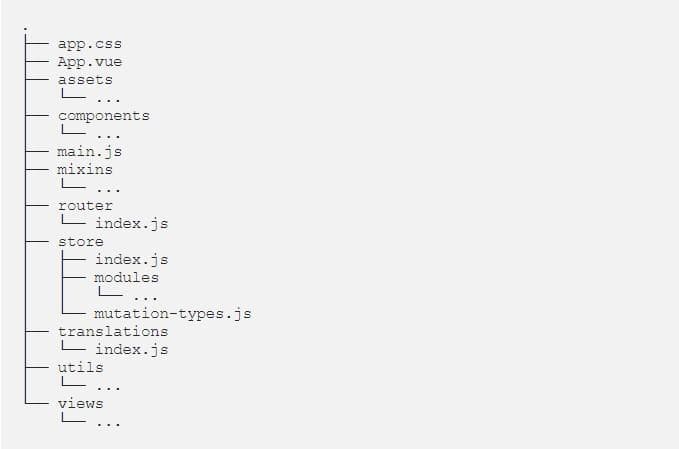 .
├── app.css
├── App.vue
├── assets
│   └── ...
├── components
│   └── ...
├── main.js
├── mixins
│   └── ...
├── router
│   └── index.js
├── store
│   ├── index.js
│   ├── modules
│   │   └── ...
│   └── mutation-types.js
├── translations
│   └── index.js
├── utils
│   └── ...
└── views
    └── ...